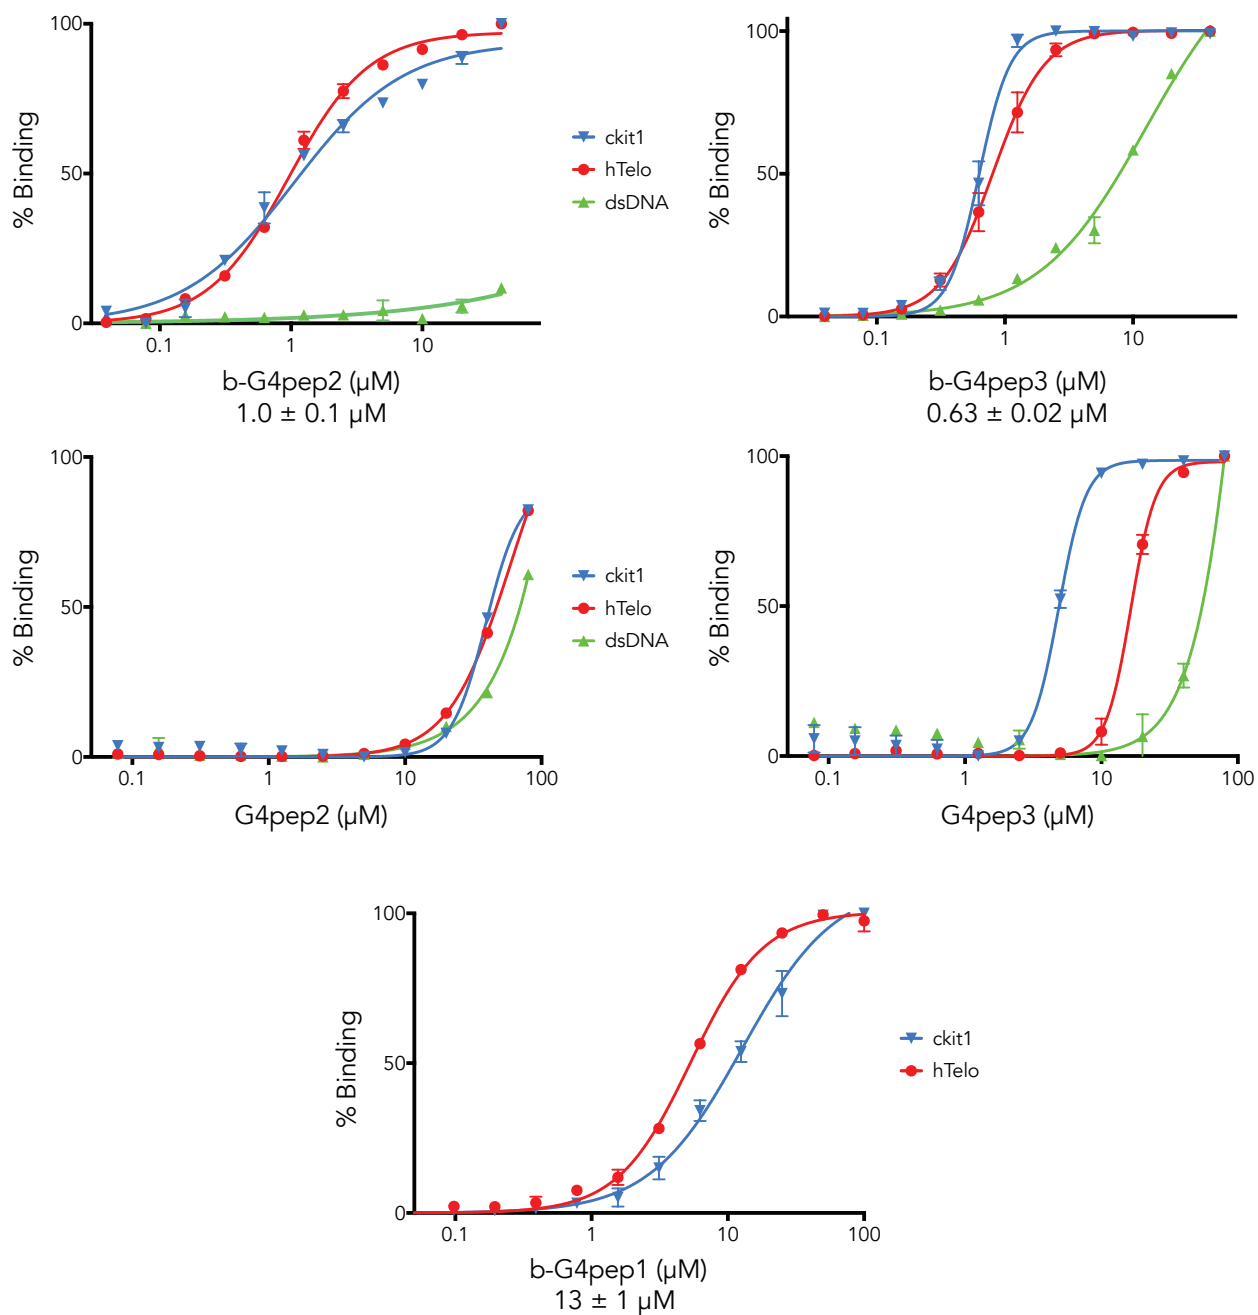 100
50
0
% Binding
0.1
1
10
b-G4pep2 (µM)
1.0 ± 0.1 µM
ckit1
hTelo
dsDNA
100
50
0
% Binding
0.1
1
10
b-G4pep3 (µM)
0.63 ± 0.02 µM
100
50
0
% Binding
0.1
1
10
100
G4pep2 (µM)
ckit1
hTelo
dsDNA
100
50
0
% Binding
0.1
1
10
100
G4pep3 (µM)
100
50
0
% Binding
0.1
1
10
100
b-G4pep1 (µM)
13 ± 1 µM
ckit1
hTelo